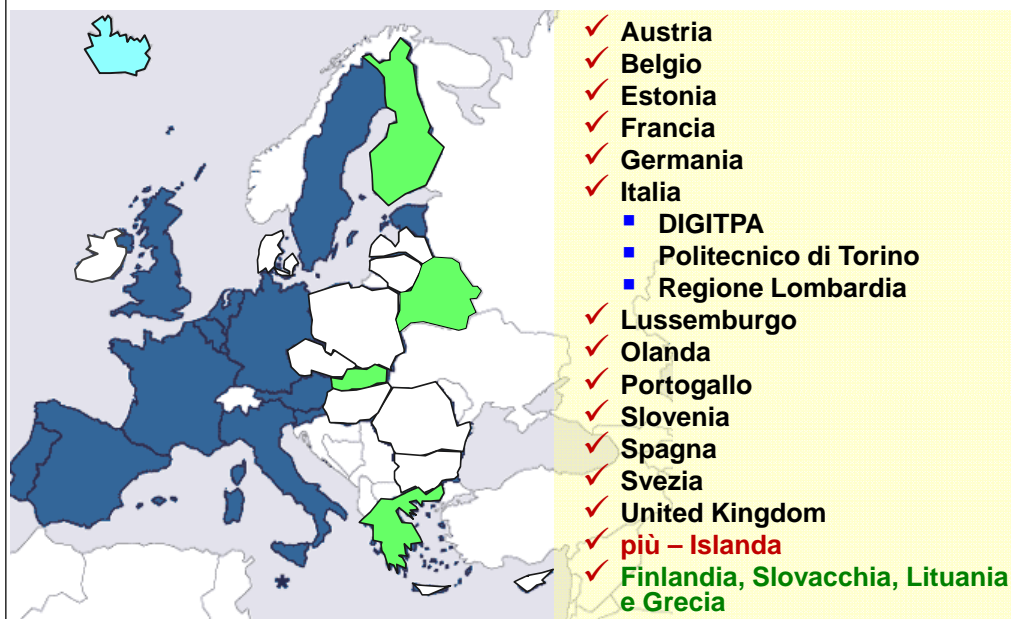 Austria
Belgio
Estonia
Francia
Germania
Italia
DIGITPA
Politecnico di Torino
Regione Lombardia
Lussemburgo
Olanda
Portogallo
Slovenia
Spagna
Svezia
United Kingdom
più – Islanda
Finlandia, Slovacchia, Lituania
e Grecia